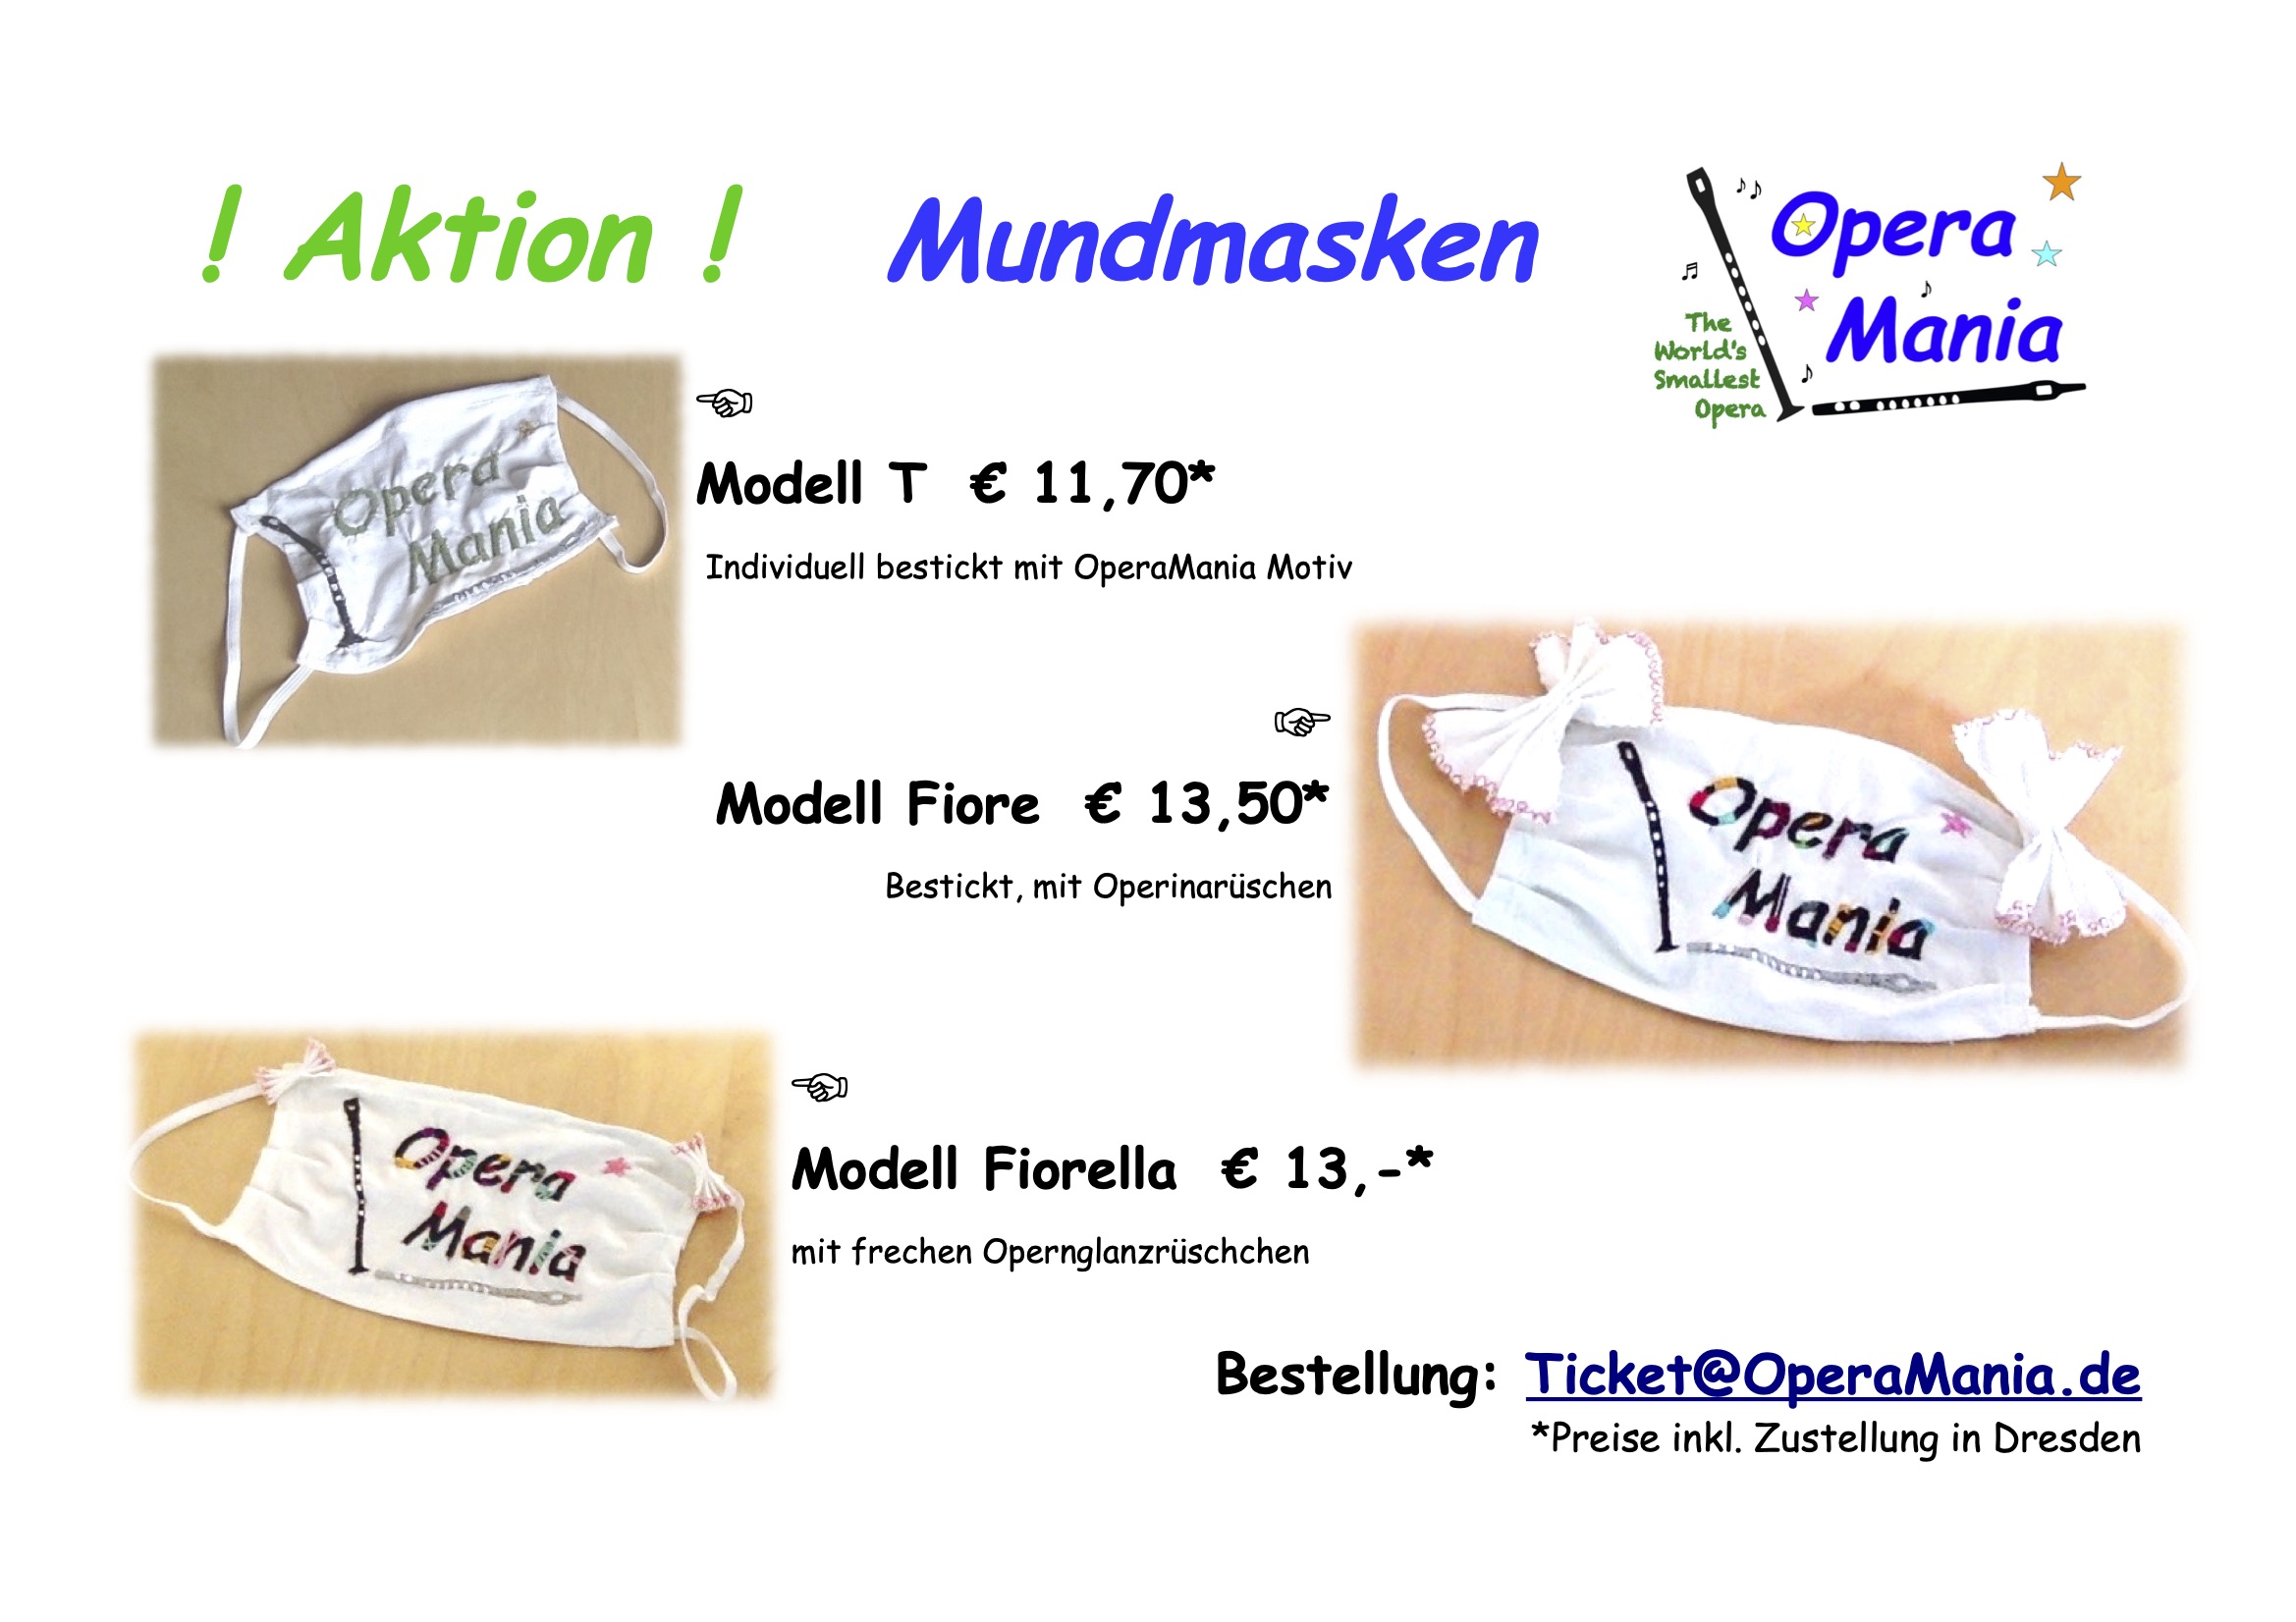 ! Aktion ! Mundmasken
Opera
Mania
The
World's
Smallest
Opera
Opera
Mania
Modell T € 11,70*
Individuell bestickt mit OperaMania Motiv
Modell Fiore € 13,50*
Bestickt, mit Operinarüschen
Opera
Mania
Opera
Mania
Modell Fiorella € 13,-*
mit frechen Opernglanzrüschchen
Bestellung: Ticket@OperaMania.de
*Preise inkl. Zustellung in Dresden